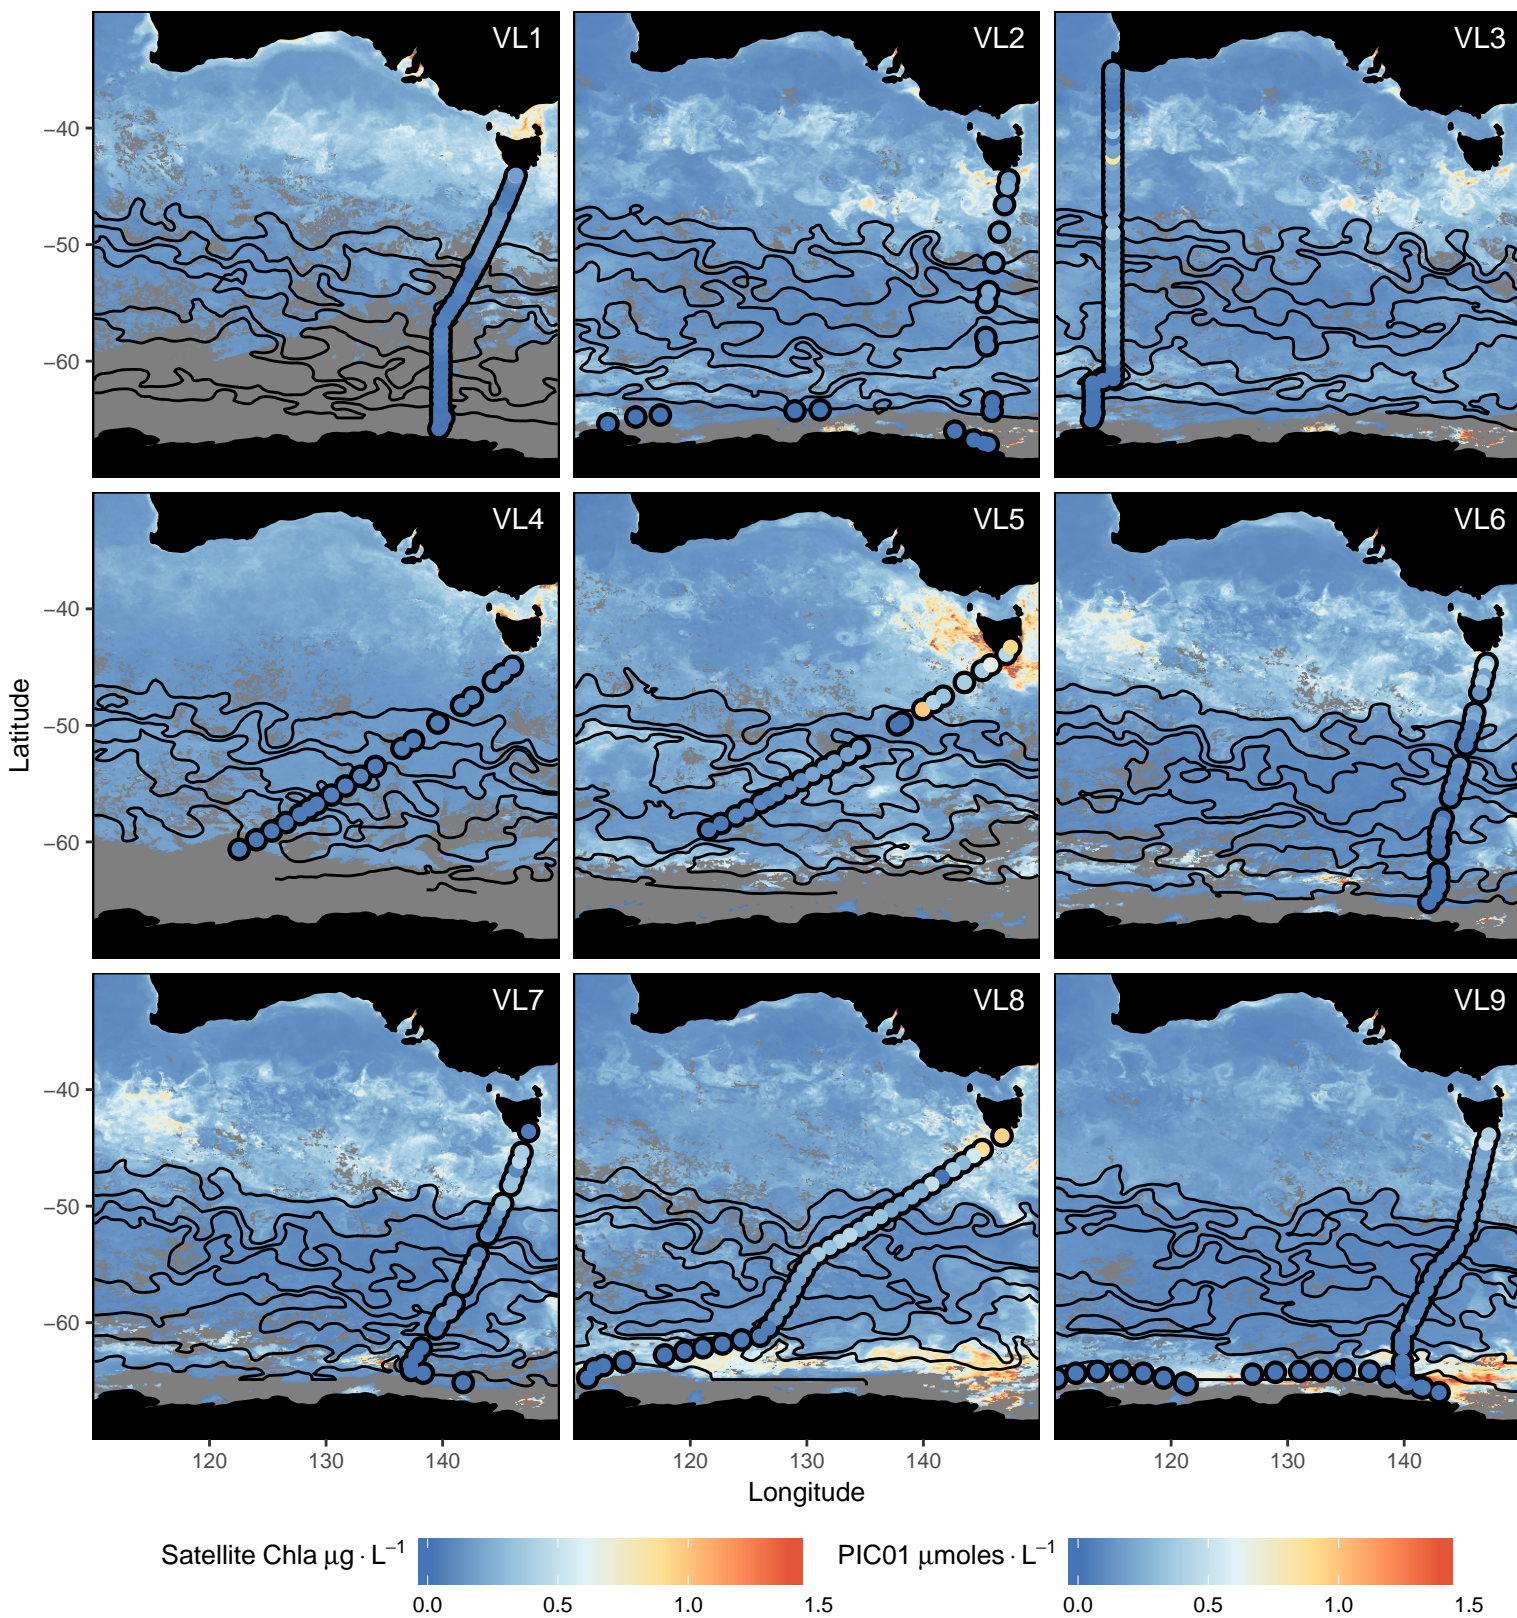 VL1 VL2 VL3
−40
−50
−60
VL4 VL5 VL6
−40
−50
−60
Latitude
VL7 VL8 VL9
−40
−50
−60
120 130 140 120 130 140 120 130 140
Longitude
Satellite Chla μg · L⁻¹ PIC01 μmoles · L⁻¹
0.0 0.5 1.0 1.5 0.0 0.5 1.0 1.5